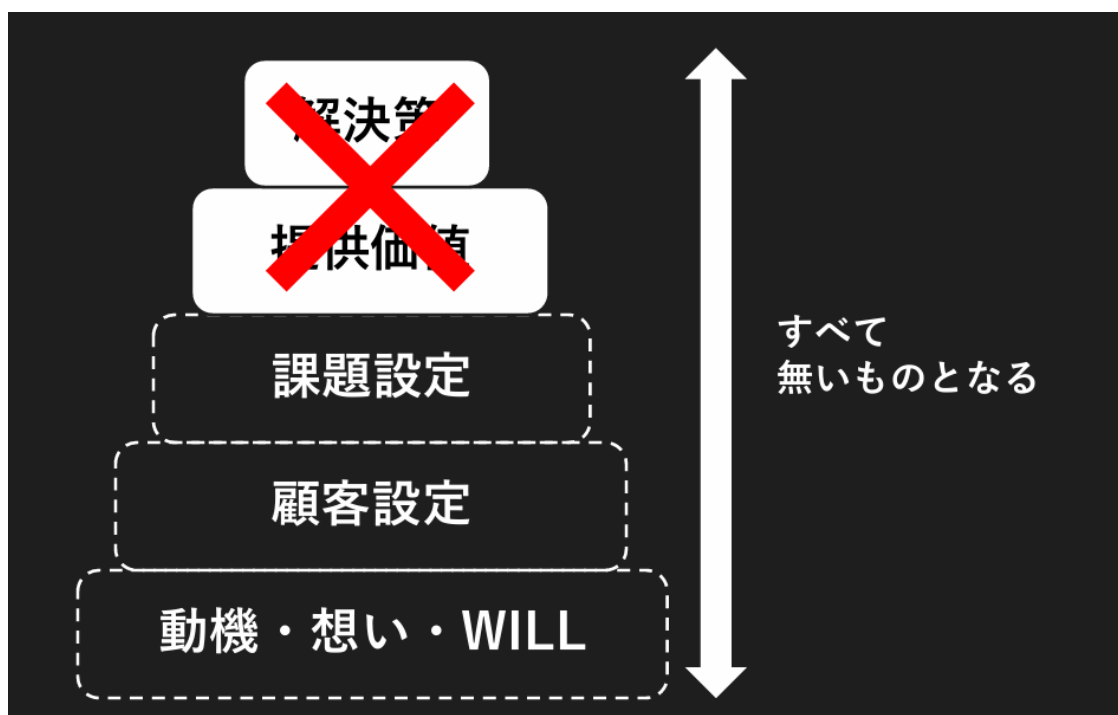 解決策
提供価値
課題設定
顧客設定
動機・想い・WILL
すべて
無いものとなる